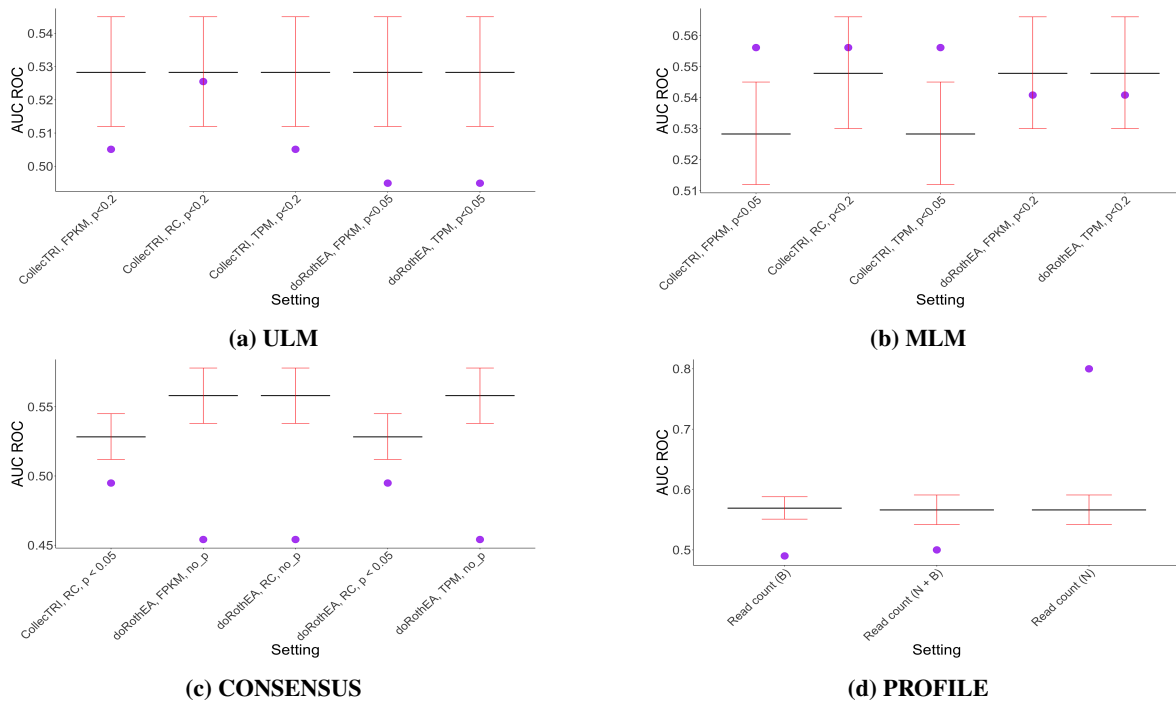 AUC ROC
0.54
0.53
0.52
0.51
0.50
CollecTRI, FPKM, p<0.2
CollecTRI, RC, p<0.2
CollecTRI, TPM, p<0.2
doRothEA, FPKM, p<0.05
doRothEA, TPM, p<0.05
Setting
(a) ULM
AUC ROC
0.56
0.55
0.54
0.53
0.52
0.51
CollecTRI, FPKM, p<0.05
CollecTRI, RC, p<0.2
CollecTRI, TPM, p<0.05
doRothEA, FPKM, p<0.2
doRothEA, TPM, p<0.2
Setting
(b) MLM
AUC ROC
0.55
0.50
0.45
CollecTRI, RC, p < 0.05
doRothEA, FPKM, no_p
doRothEA, RC, no_p
doRothEA, RC, p < 0.05
doRothEA, TPM, no_p
Setting
(c) CONSENSUS
AUC ROC
0.8
0.7
0.6
0.5
Read count (B)
Read count (N + B)
Read count (N)
Setting
(d) PROFILE